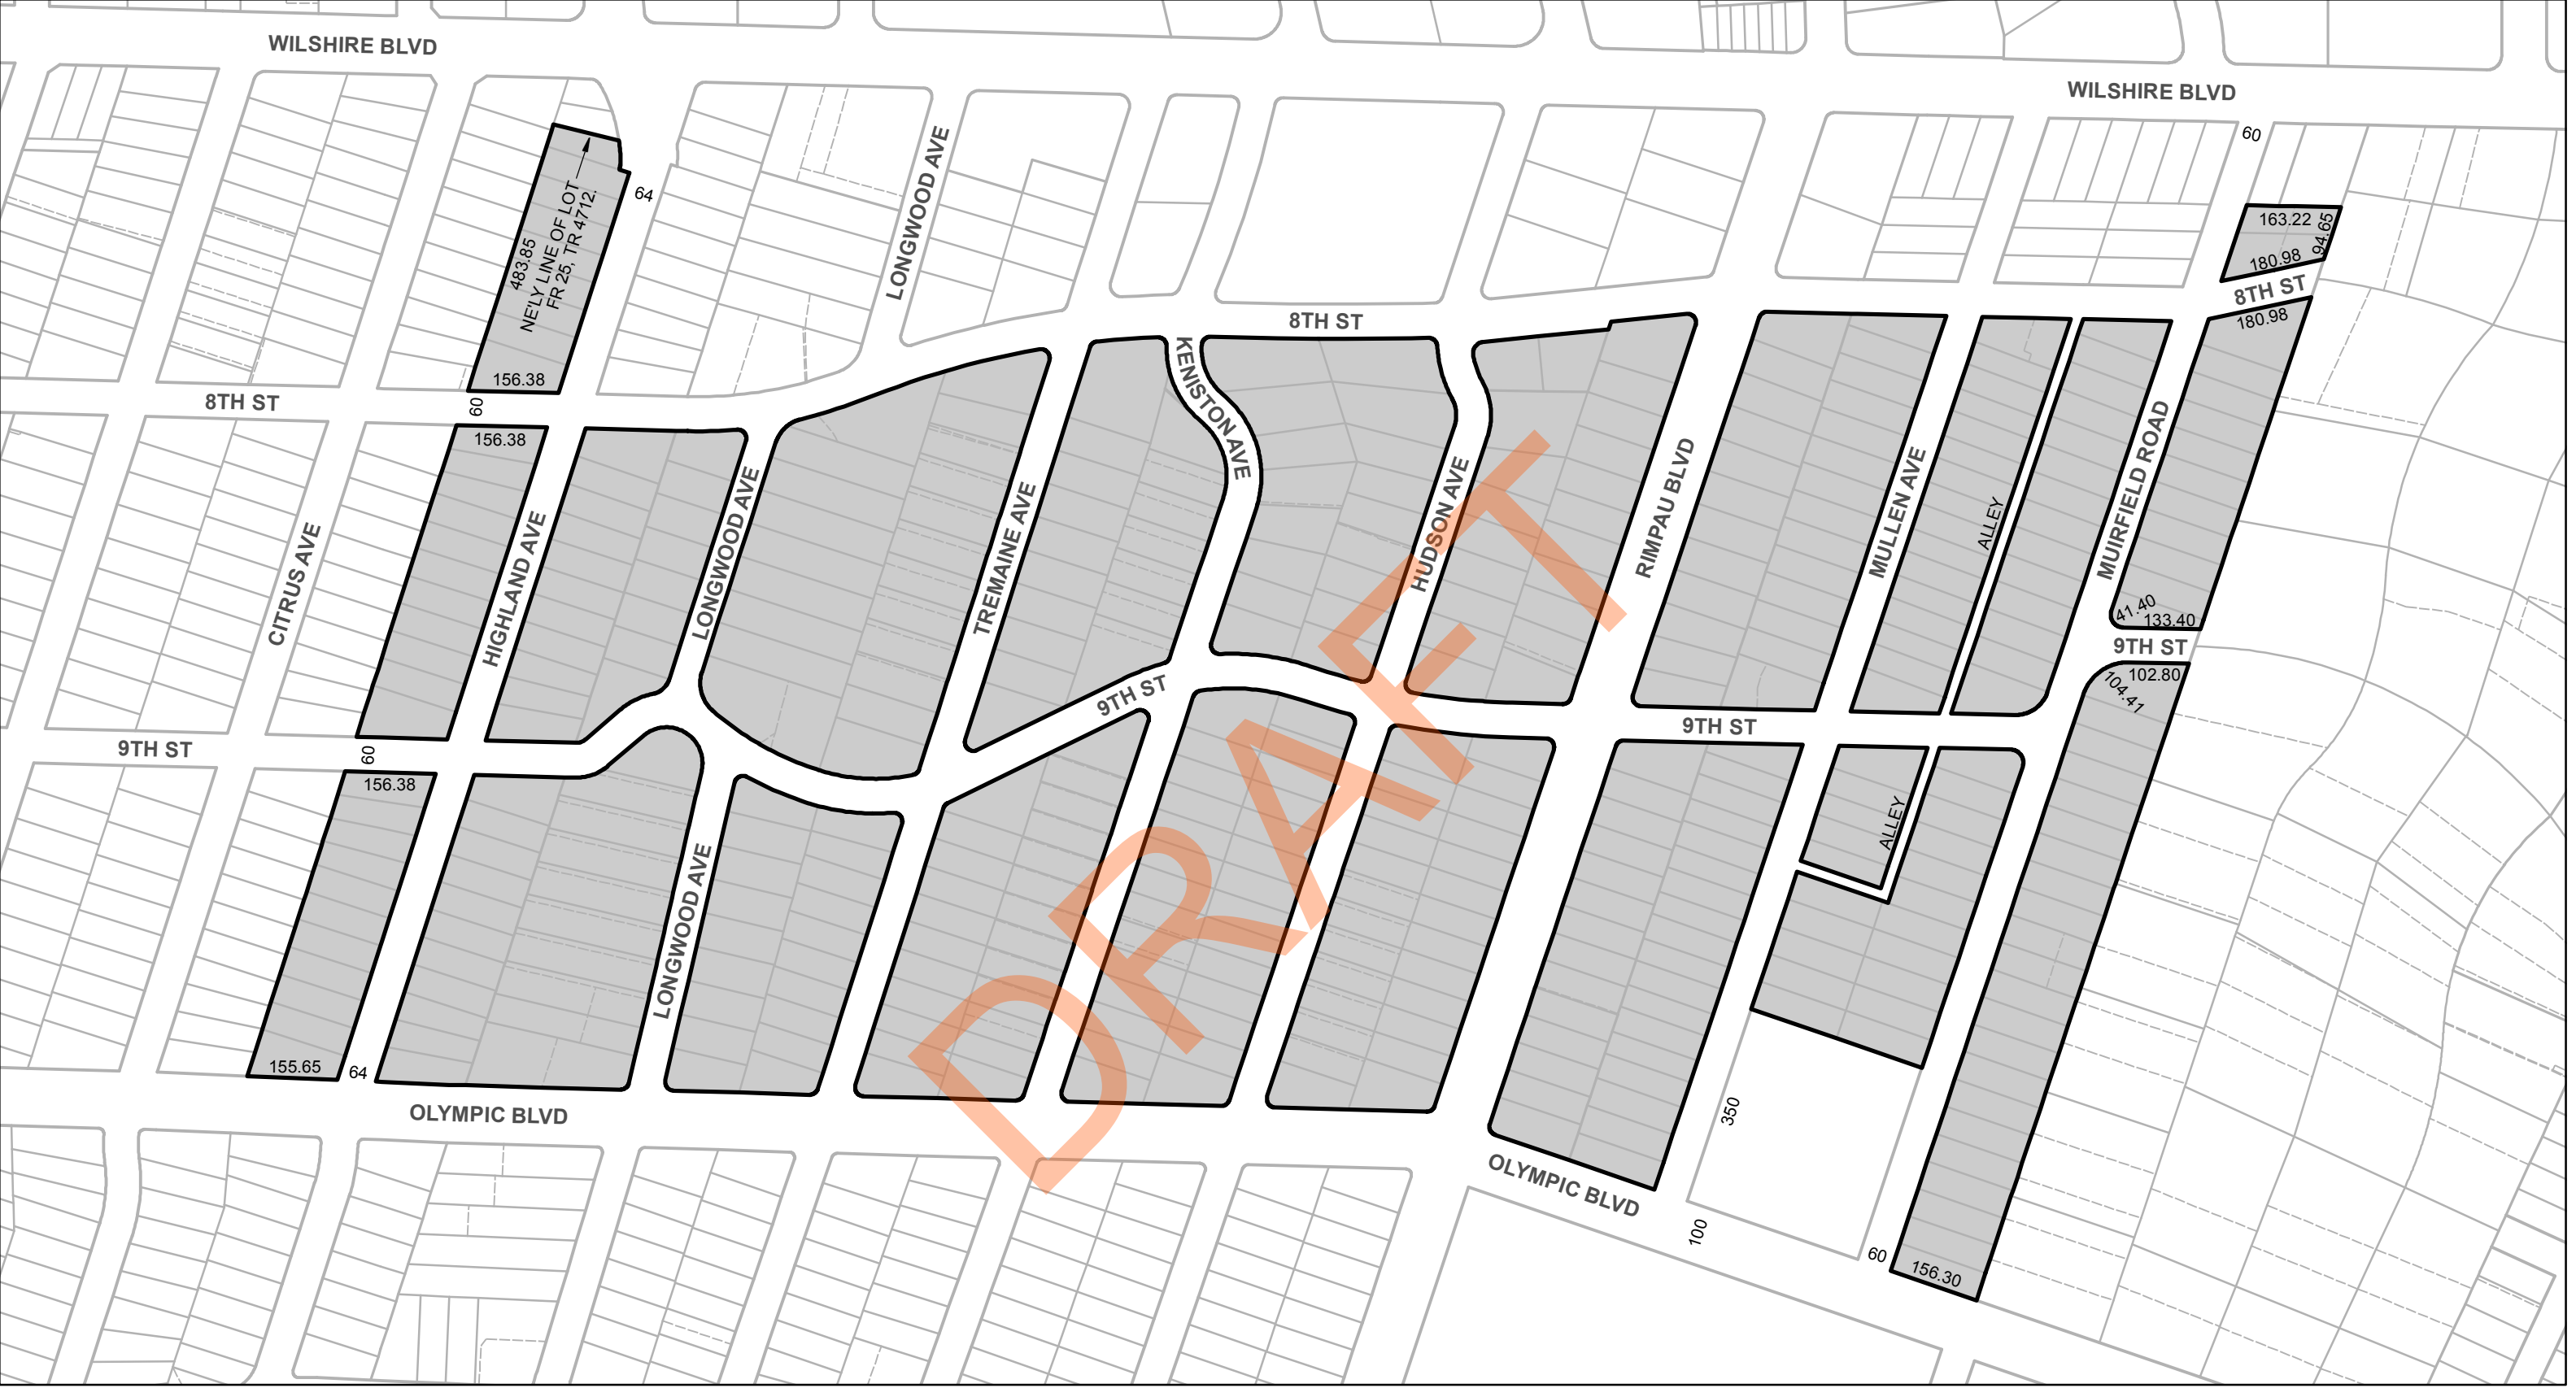 WILSHIRE BLVD
WILSHIRE BLVD
60
LONGWOOD AVE
64
483.85
NE'LY LINE OF LOT
FR 25, TR 4712.
156.38
163.22
94.65
180.98
8TH ST
180.98
8TH ST
8TH ST
60
156.38
KENISTON AVE
CITRUS AVE
HIGHLAND AVE
LONGWOOD AVE
TREMAINE AVE
HUDSON AVE
RIMPAU BLVD
MULLEN AVE
ALLEY
MUIRFIELD ROAD
41.40
133.40
9TH ST
102.80
104.41
9TH ST
9TH ST
9TH ST
60
156.38
ALLEY
LONGWOOD AVE
DRAFT
155.65
64
OLYMPIC BLVD
350
OLYMPIC BLVD
100
60
156.30